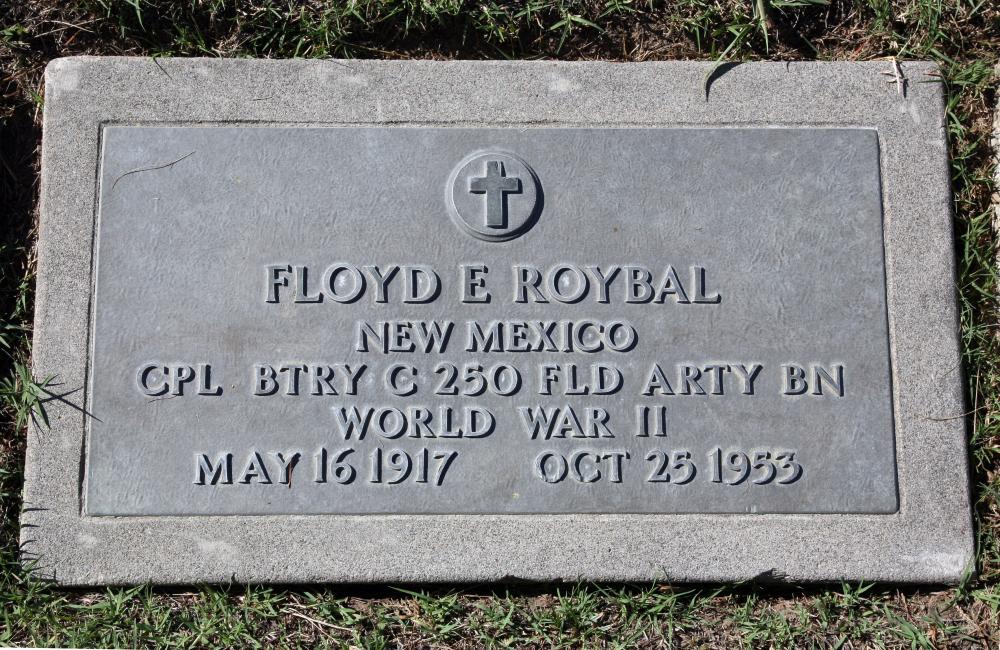 FLOYD E ROYBAL
NEW MEXICO
CPL BTRY C 250 FLD ARTY BN
WORLD WAR II
MAY 16 1917 OCT 25 1953